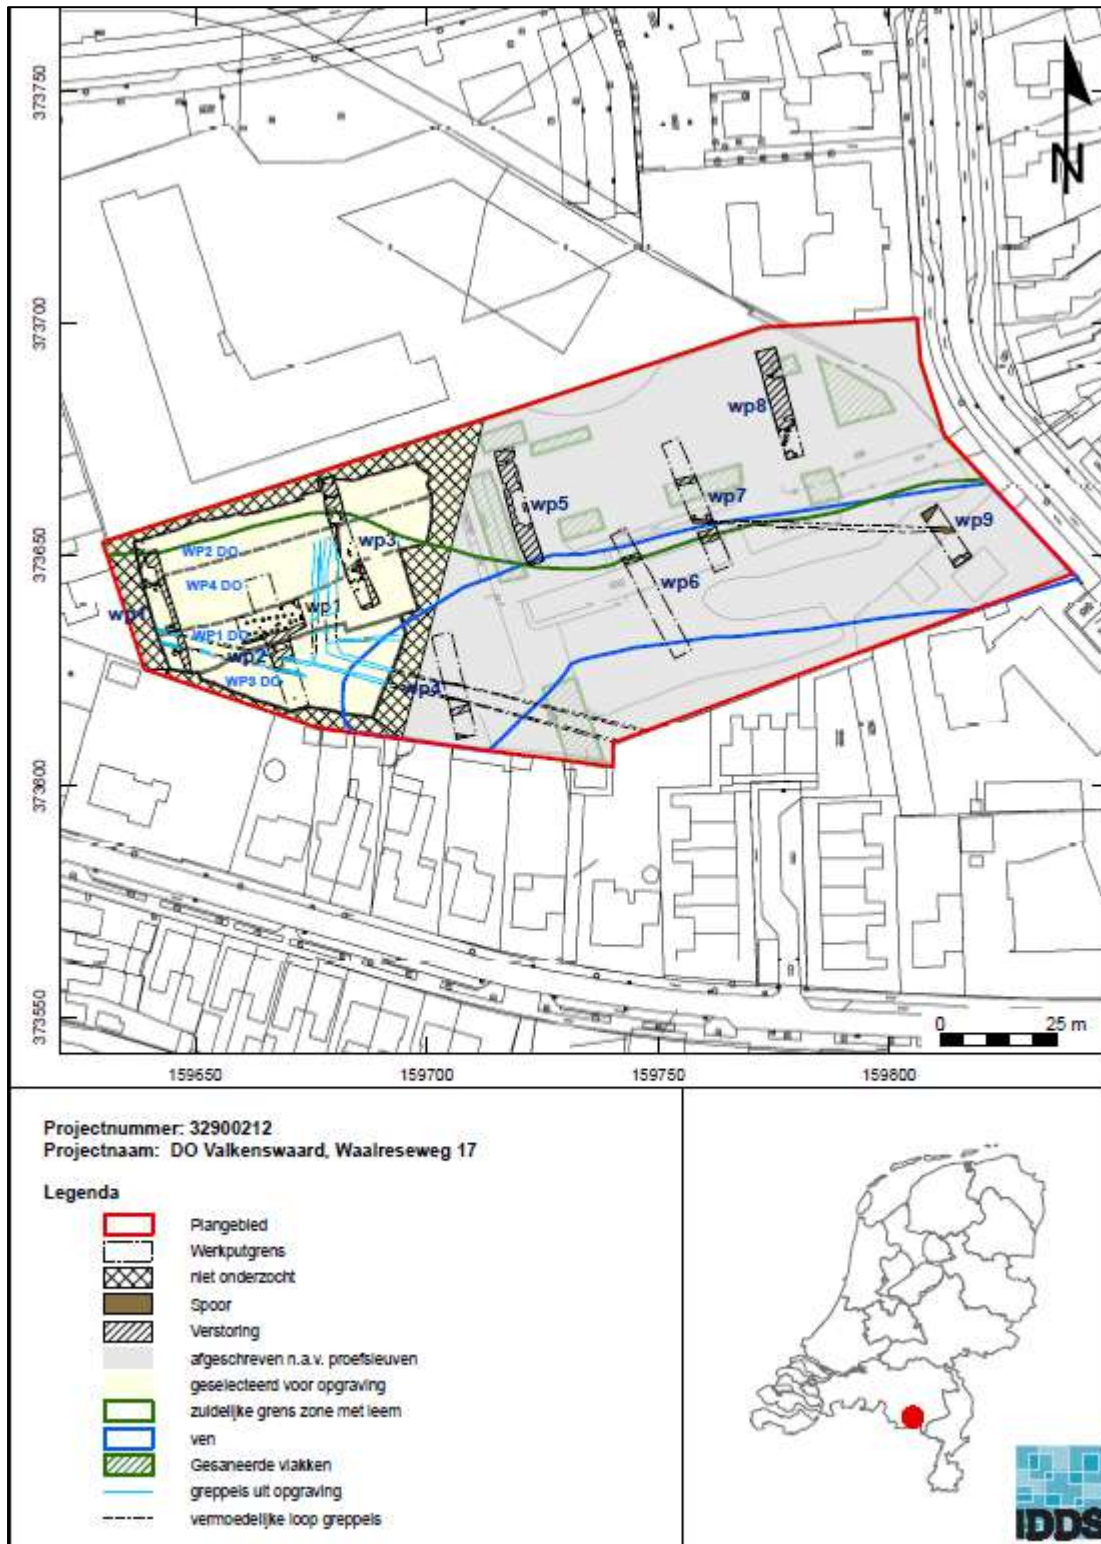 373750
373700
373650
373600
373550
N
wp8
wp5
wp7
wp9
wp3
WP2 DO
WP4 DO
wp6
wp1
WP1 DO
wp2
WP3 DO
wp4
0 25 m
159650 159700 159750 159800
Projectnummer: 32900212
Projectnaam: DO Valkenswaard, Waalreseweg 17
Legenda
Plangebied
Werkputgrens
niet onderzocht
Spoor
Verstoring
afgeschreven n.a.v. proefsleuven
geselecteerd voor opgraving
zuidelijke grens zone met leem
ven
Gesaneerde vlakken
greppels uit opgraving
vermoedelijke loop greppels
IDDS